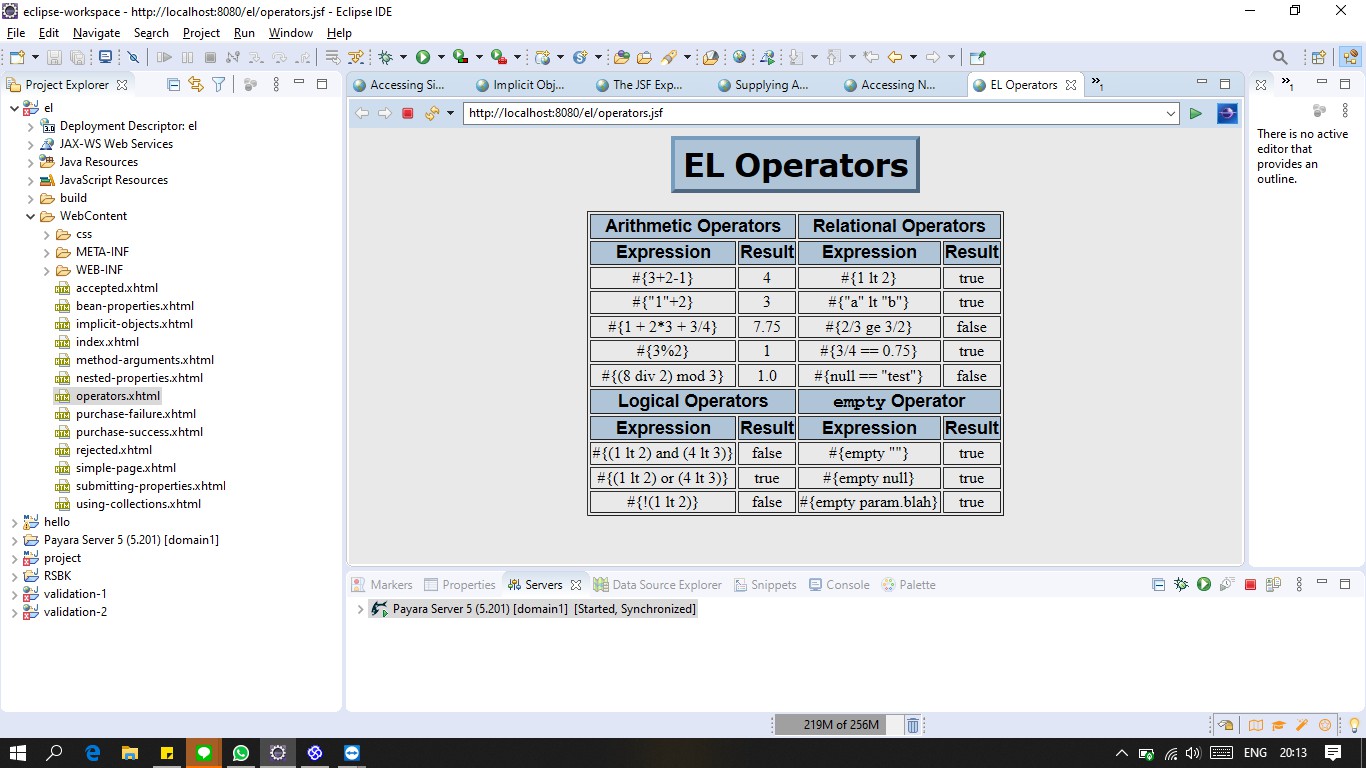 eclipse-workspace - http://localhost:8080/el/operators.jsf - Eclipse IDE
File Edit Navigate Search Project Run Window Help
Project Explorer
el
Deployment Descriptor: el
JAX-WS Web Services
Java Resources
JavaScript Resources
build
WebContent
css
META-INF
WEB-INF
accepted.xhtml
bean-properties.xhtml
implicit-objects.xhtml
index.xhtml
method-arguments.xhtml
nested-properties.xhtml
operators.xhtml
purchase-failure.xhtml
purchase-success.xhtml
rejected.xhtml
simple-page.xhtml
submitting-properties.xhtml
using-collections.xhtml
hello
Payara Server 5 (5.201) [domain1]
project
RSBK
validation-1
validation-2
Accessing Si... Implicit Obj... The JSF Exp... Supplying A... Accessing N... EL Operators »1
http://localhost:8080/el/operators.jsf
EL Operators
Arithmetic Operators Relational Operators
Expression Result Expression Result
#{3+2-1} 4 #{1 lt 2} true
#{"1"+2} 3 #{"a" lt "b"} true
#{1 + 2*3 + 3/4} 7.75 #{2/3 ge 3/2} false
#{3%2} 1 #{3/4 == 0.75} true
#{(8 div 2) mod 3} 1.0 #{null == "test"} false
Logical Operators empty Operator
Expression Result Expression Result
#{(1 lt 2) and (4 lt 3)} false #{empty ""} true
#{(1 lt 2) or (4 lt 3)} true #{empty null} true
#{!(1 lt 2)} false #{empty param.blah} true
»1
There is no active
editor that
provides an
outline.
Markers Properties Servers Data Source Explorer Snippets Console Palette
Payara Server 5 (5.201) [domain1] [Started, Synchronized]
219M of 256M
ENG 20:13